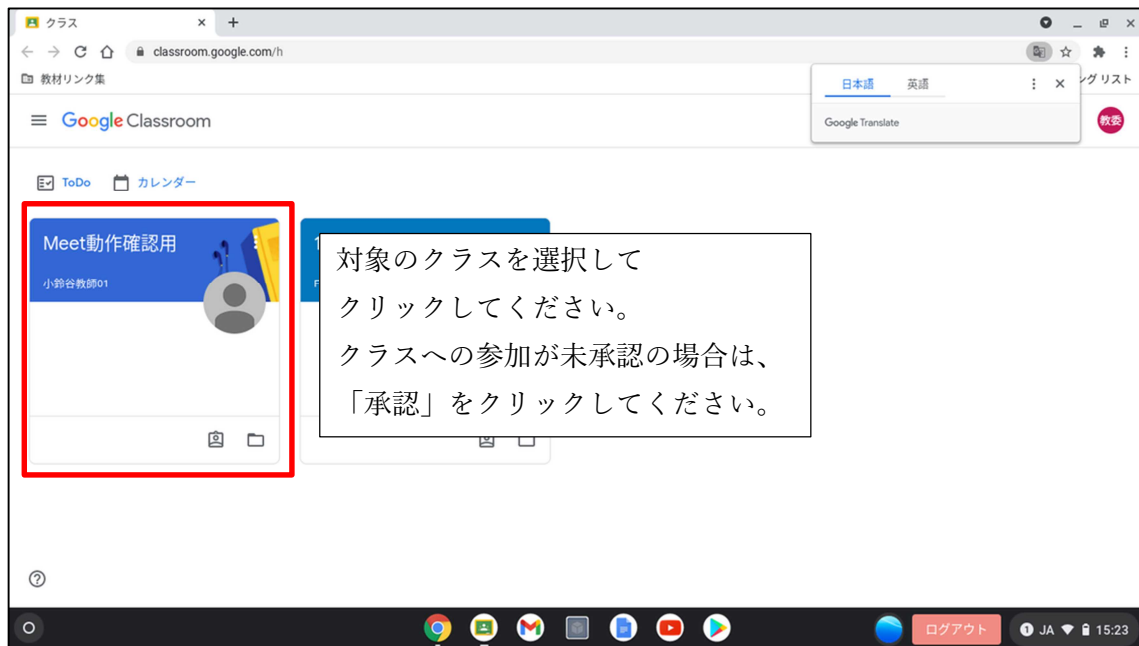 クラス
classroom.google.com/h
教材リンク集
日本語 英語
グリスト
Google Classroom
Google Translate
教委
ToDo カレンダー
Meet動作確認用
小鈴谷教師01
対象のクラスを選択して
クリックしてください。
クラスへの参加が未承認の場合は、
「承認」をクリックしてください。
ログアウト
1 JA 15:23